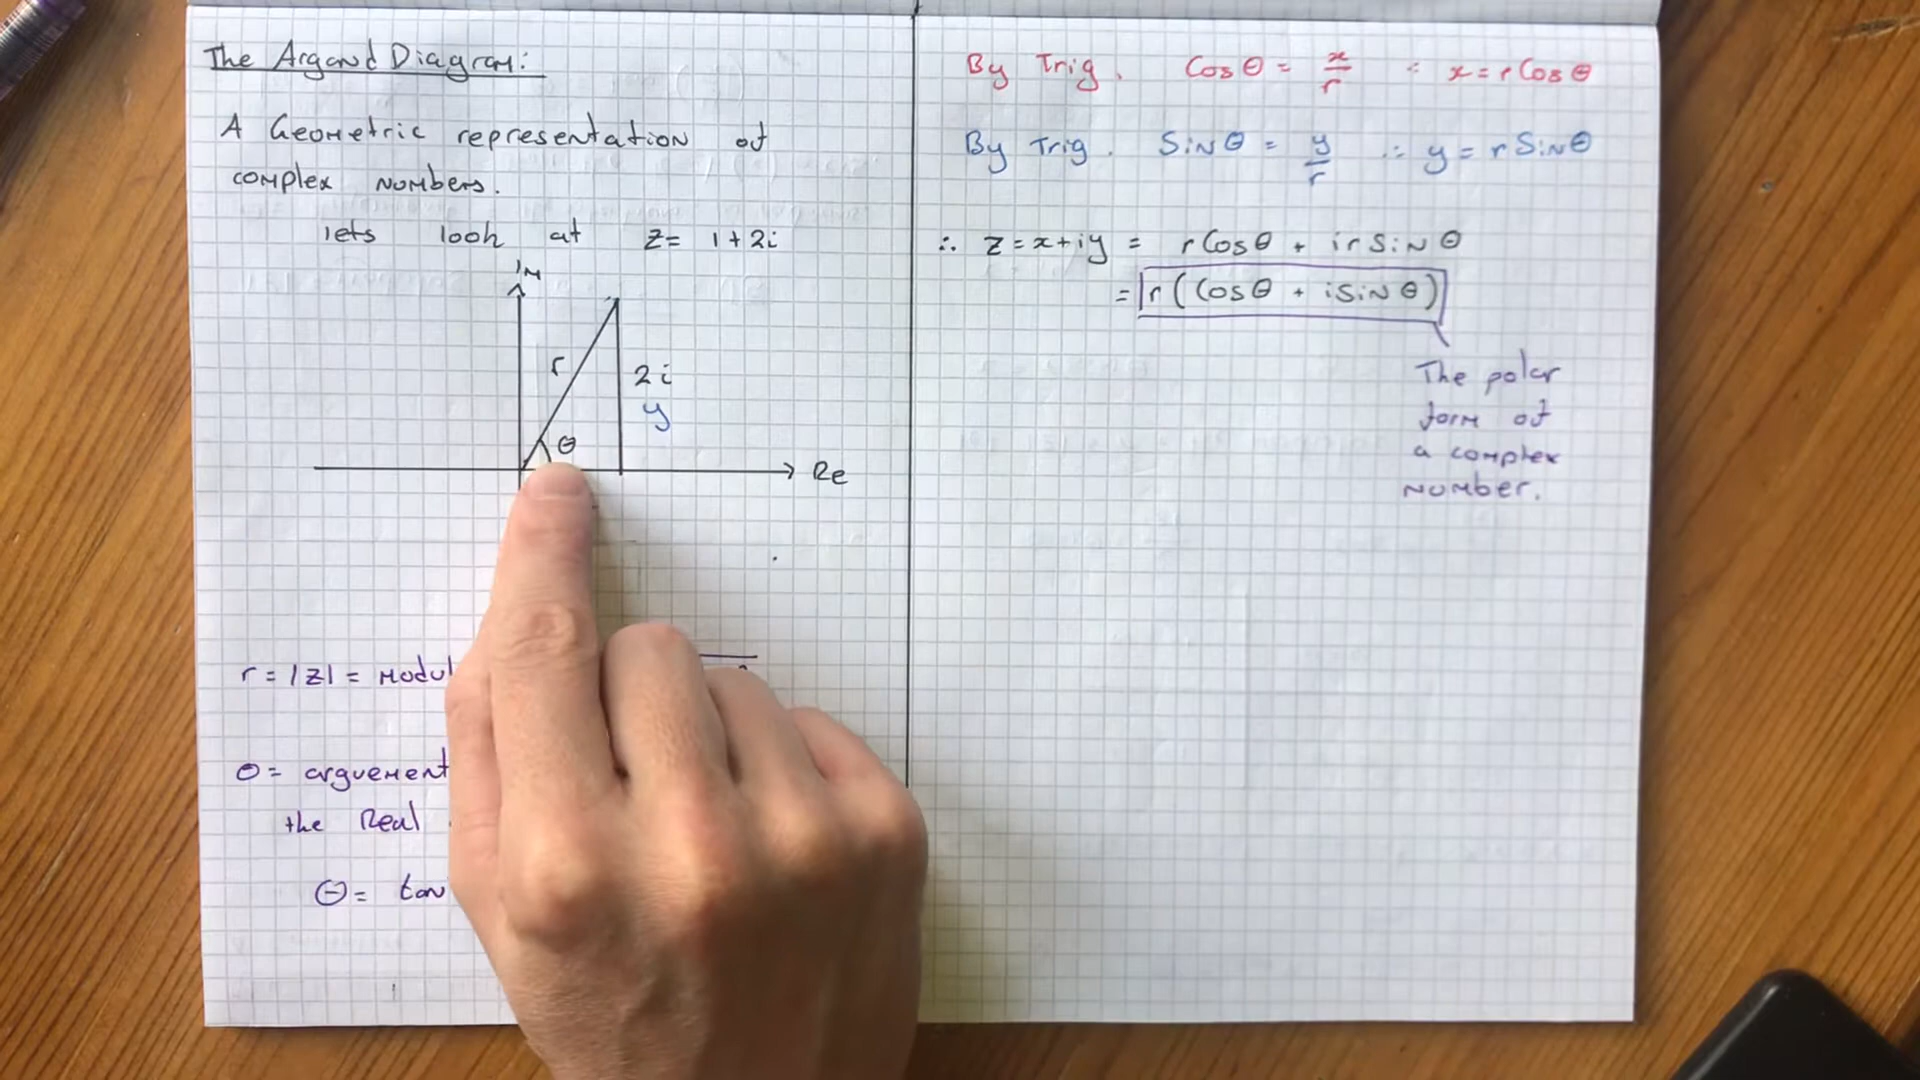 The Argand Diagram:
A Geometric representation of
complex numbers.
lets look at z = 1 + 2i
Im
r
2i
y
θ
Re
r = |z| = modul
θ = arguement
the Real
θ = tan
By Trig. Cos θ = x/r ∴ x = r Cos θ
By Trig. Sin θ = y/r ∴ y = r Sin θ
∴ z = x + iy = r Cos θ + i r Sin θ
= r (Cos θ + i Sin θ)
The polar
form of
a complex
number.